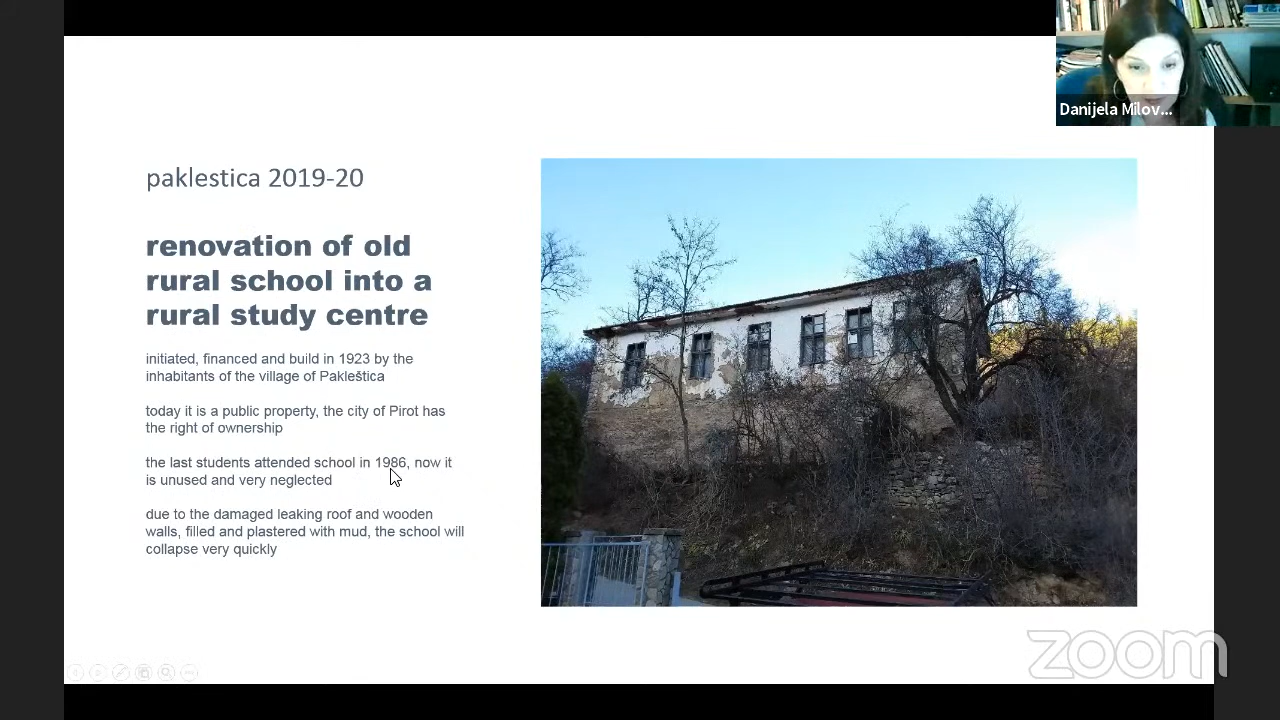 Danijela Milov...
paklestica 2019-20
renovation of old
rural school into a
rural study centre
initiated, financed and build in 1923 by the
inhabitants of the village of Pakleštica
today it is a public property, the city of Pirot has
the right of ownership
the last students attended school in 1986, now it
is unused and very neglected
due to the damaged leaking roof and wooden
walls, filled and plastered with mud, the school will
collapse very quickly
zoom